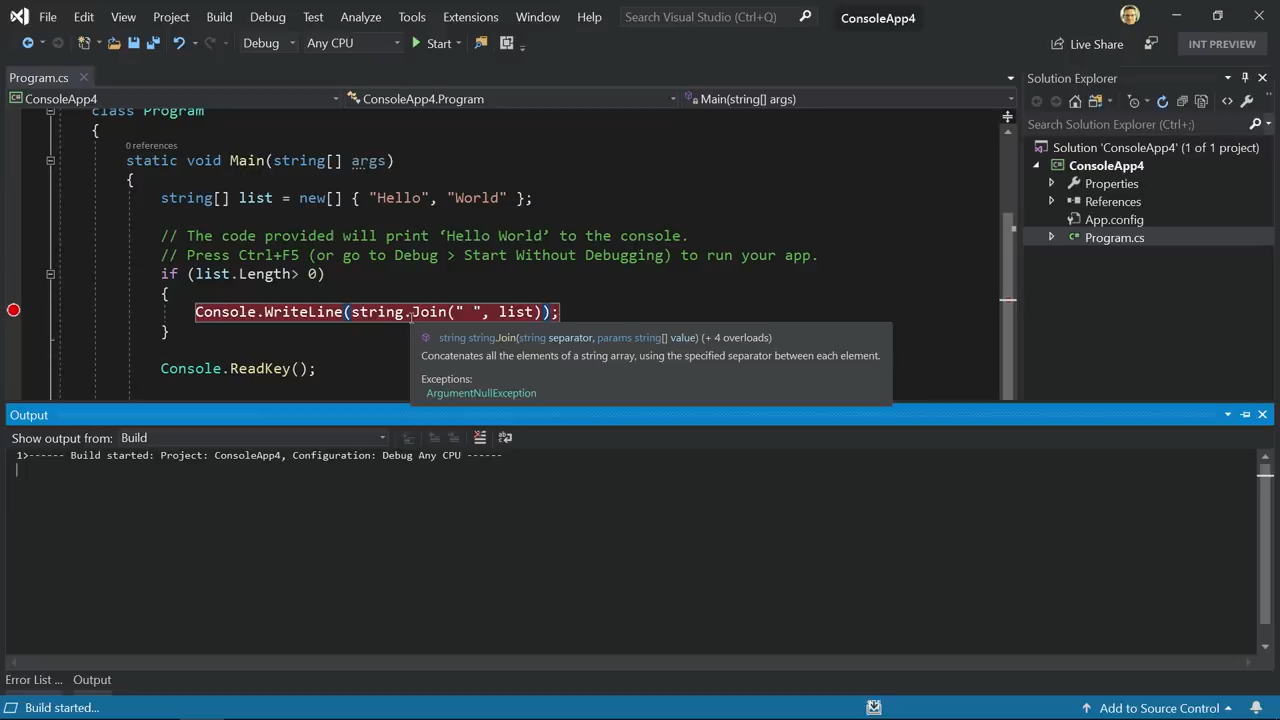 File Edit View Project Build Debug Test Analyze Tools Extensions Window Help Search Visual Studio (Ctrl+Q) ConsoleApp4
Debug Any CPU Start Live Share INT PREVIEW
Program.cs
ConsoleApp4 ConsoleApp4.Program Main(string[] args)
class Program
{
0 references
static void Main(string[] args)
{
string[] list = new[] { "Hello", "World" };
// The code provided will print ‘Hello World’ to the console.
// Press Ctrl+F5 (or go to Debug > Start Without Debugging) to run your app.
if (list.Length> 0)
{
Console.WriteLine(string.Join(" ", list));
}
string string.Join(string separator, params string[] value) (+ 4 overloads)
Concatenates all the elements of a string array, using the specified separator between each element.
Exceptions:
ArgumentNullException
Console.ReadKey();
Solution Explorer
Search Solution Explorer (Ctrl+;)
Solution 'ConsoleApp4' (1 of 1 project)
ConsoleApp4
Properties
References
App.config
Program.cs
Output
Show output from: Build
1>------ Build started: Project: ConsoleApp4, Configuration: Debug Any CPU ------
Error List ... Output
Build started... Add to Source Control